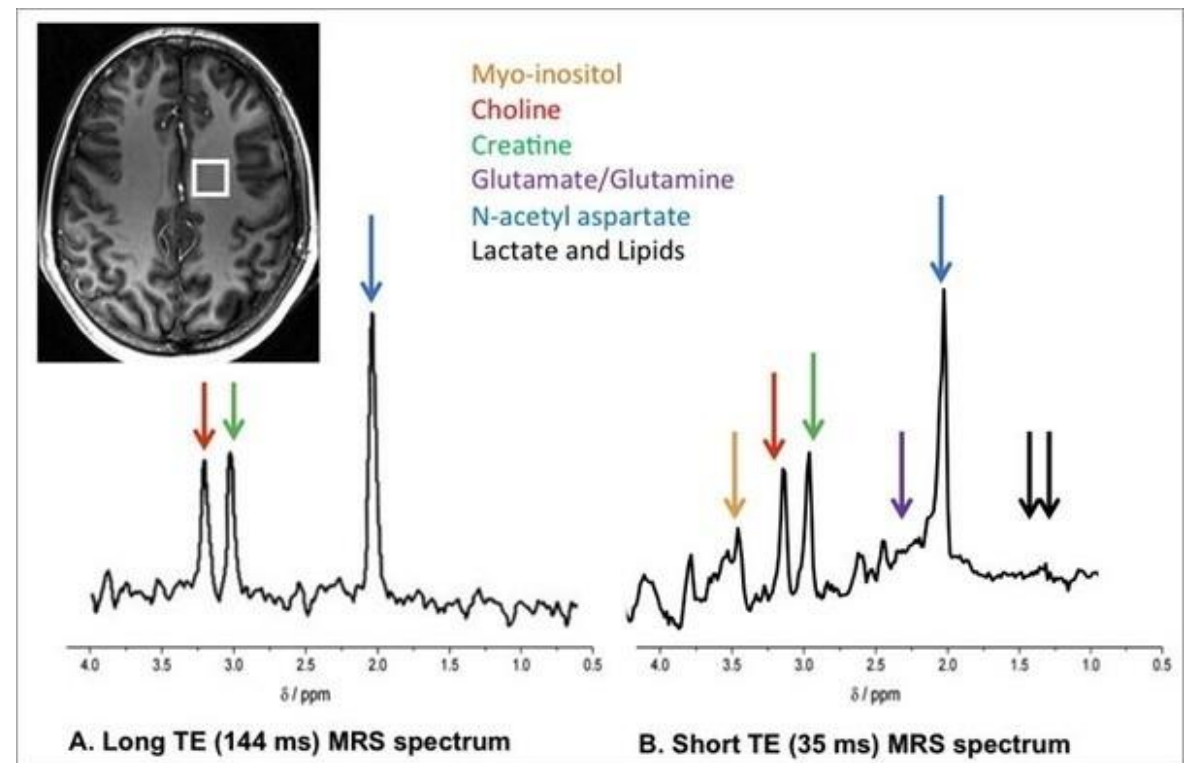 Myo-inositol
Choline
Creatine
Glutamate/Glutamine
N-acetyl aspartate
Lactate and Lipids
4.0 3.5 3.0 2.5 2.0 1.5 1.0 0.5
δ / ppm
A. Long TE (144 ms) MRS spectrum
4.0 3.5 3.0 2.5 2.0 1.5 1.0 0.5
δ / ppm
B. Short TE (35 ms) MRS spectrum